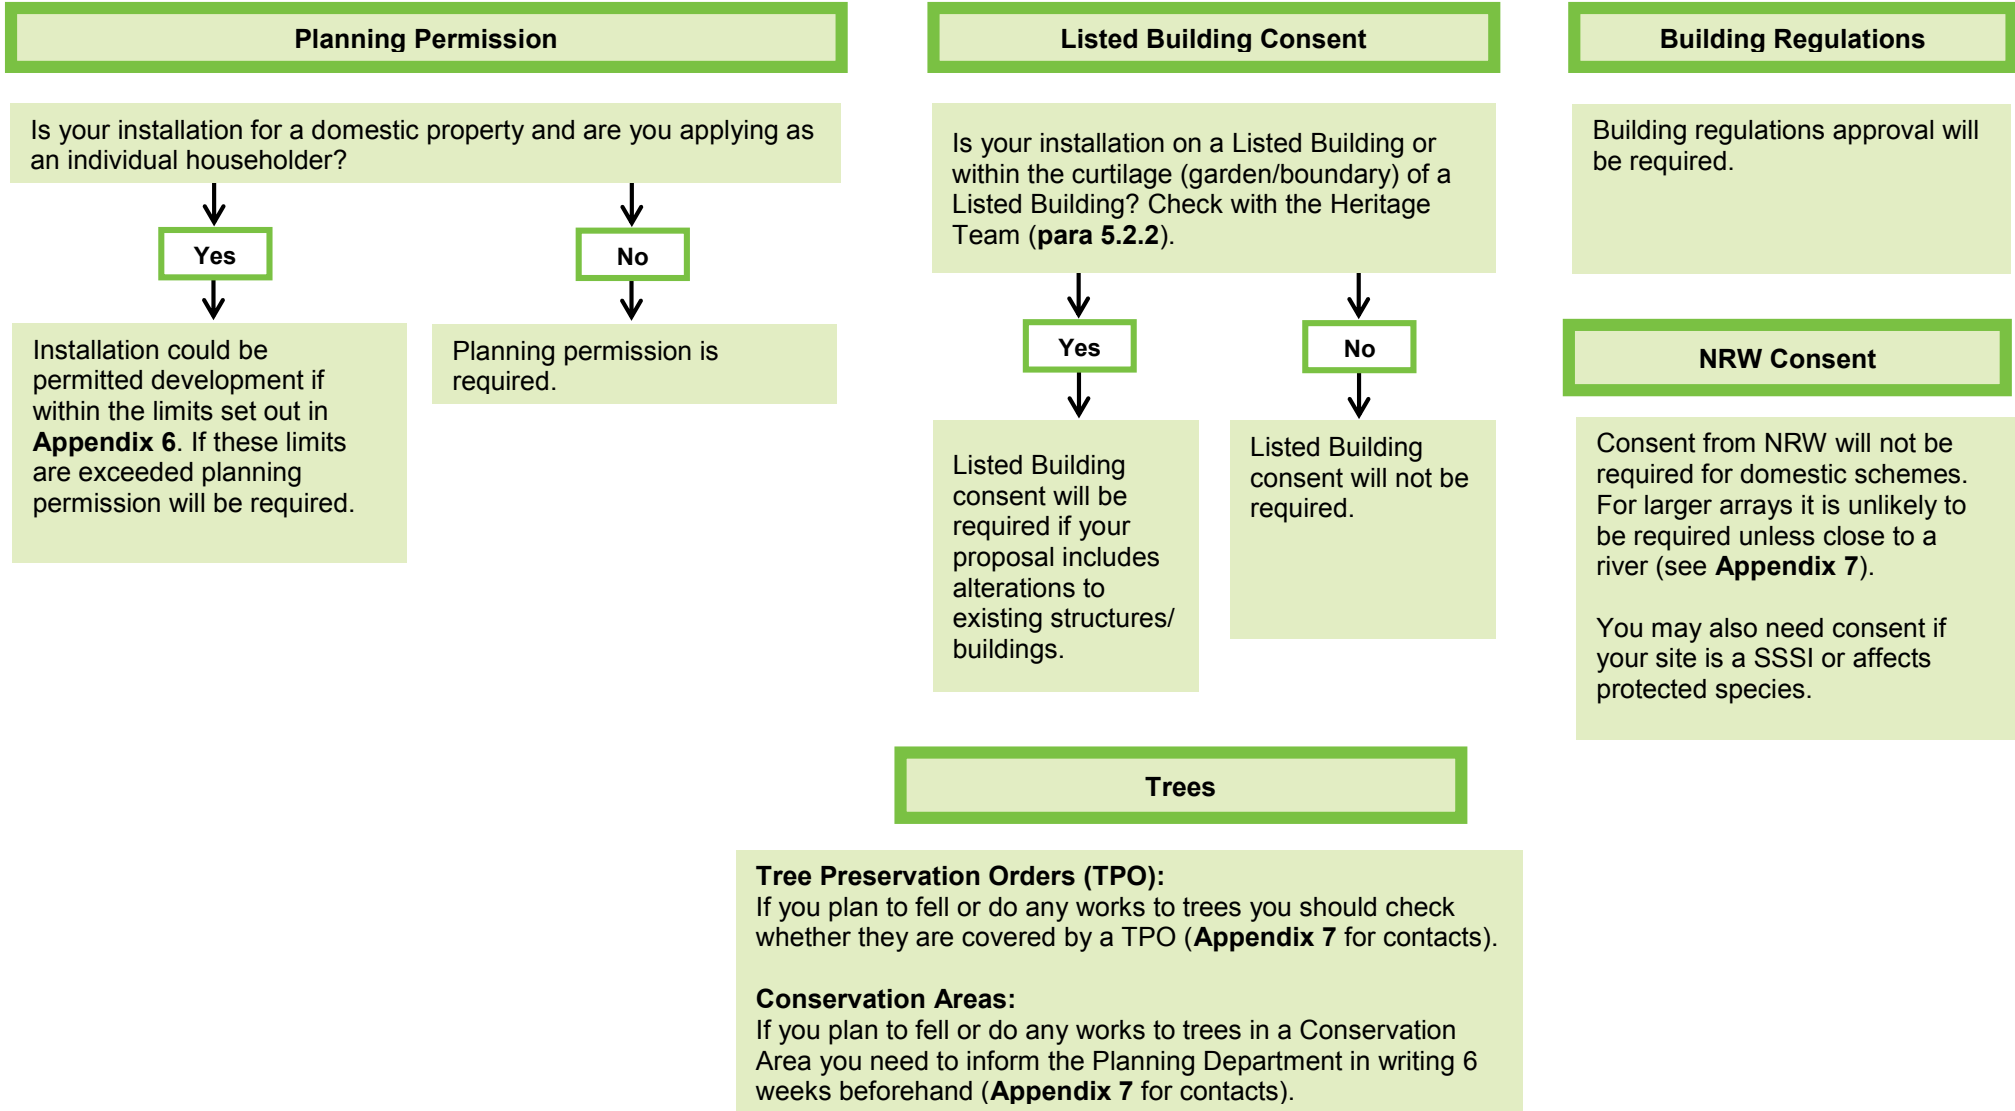 Planning Permission
Is your installation for a domestic property and are you applying as
an individual householder?
Yes
No
Installation could be
permitted development if
within the limits set out in
Appendix 6. If these limits
are exceeded planning
permission will be required.
Planning permission is
required.
Listed Building Consent
Is your installation on a Listed Building or
within the curtilage (garden/boundary) of a
Listed Building? Check with the Heritage
Team (para 5.2.2).
Yes
No
Listed Building
consent will be
required if your
proposal includes
alterations to
existing structures/
buildings.
Listed Building
consent will not be
required.
Building Regulations
Building regulations approval will
be required.
NRW Consent
Consent from NRW will not be
required for domestic schemes.
For larger arrays it is unlikely to
be required unless close to a
river (see Appendix 7).
You may also need consent if
your site is a SSSI or affects
protected species.
Trees
Tree Preservation Orders (TPO):
If you plan to fell or do any works to trees you should check
whether they are covered by a TPO (Appendix 7 for contacts).
Conservation Areas:
If you plan to fell or do any works to trees in a Conservation
Area you need to inform the Planning Department in writing 6
weeks beforehand (Appendix 7 for contacts).